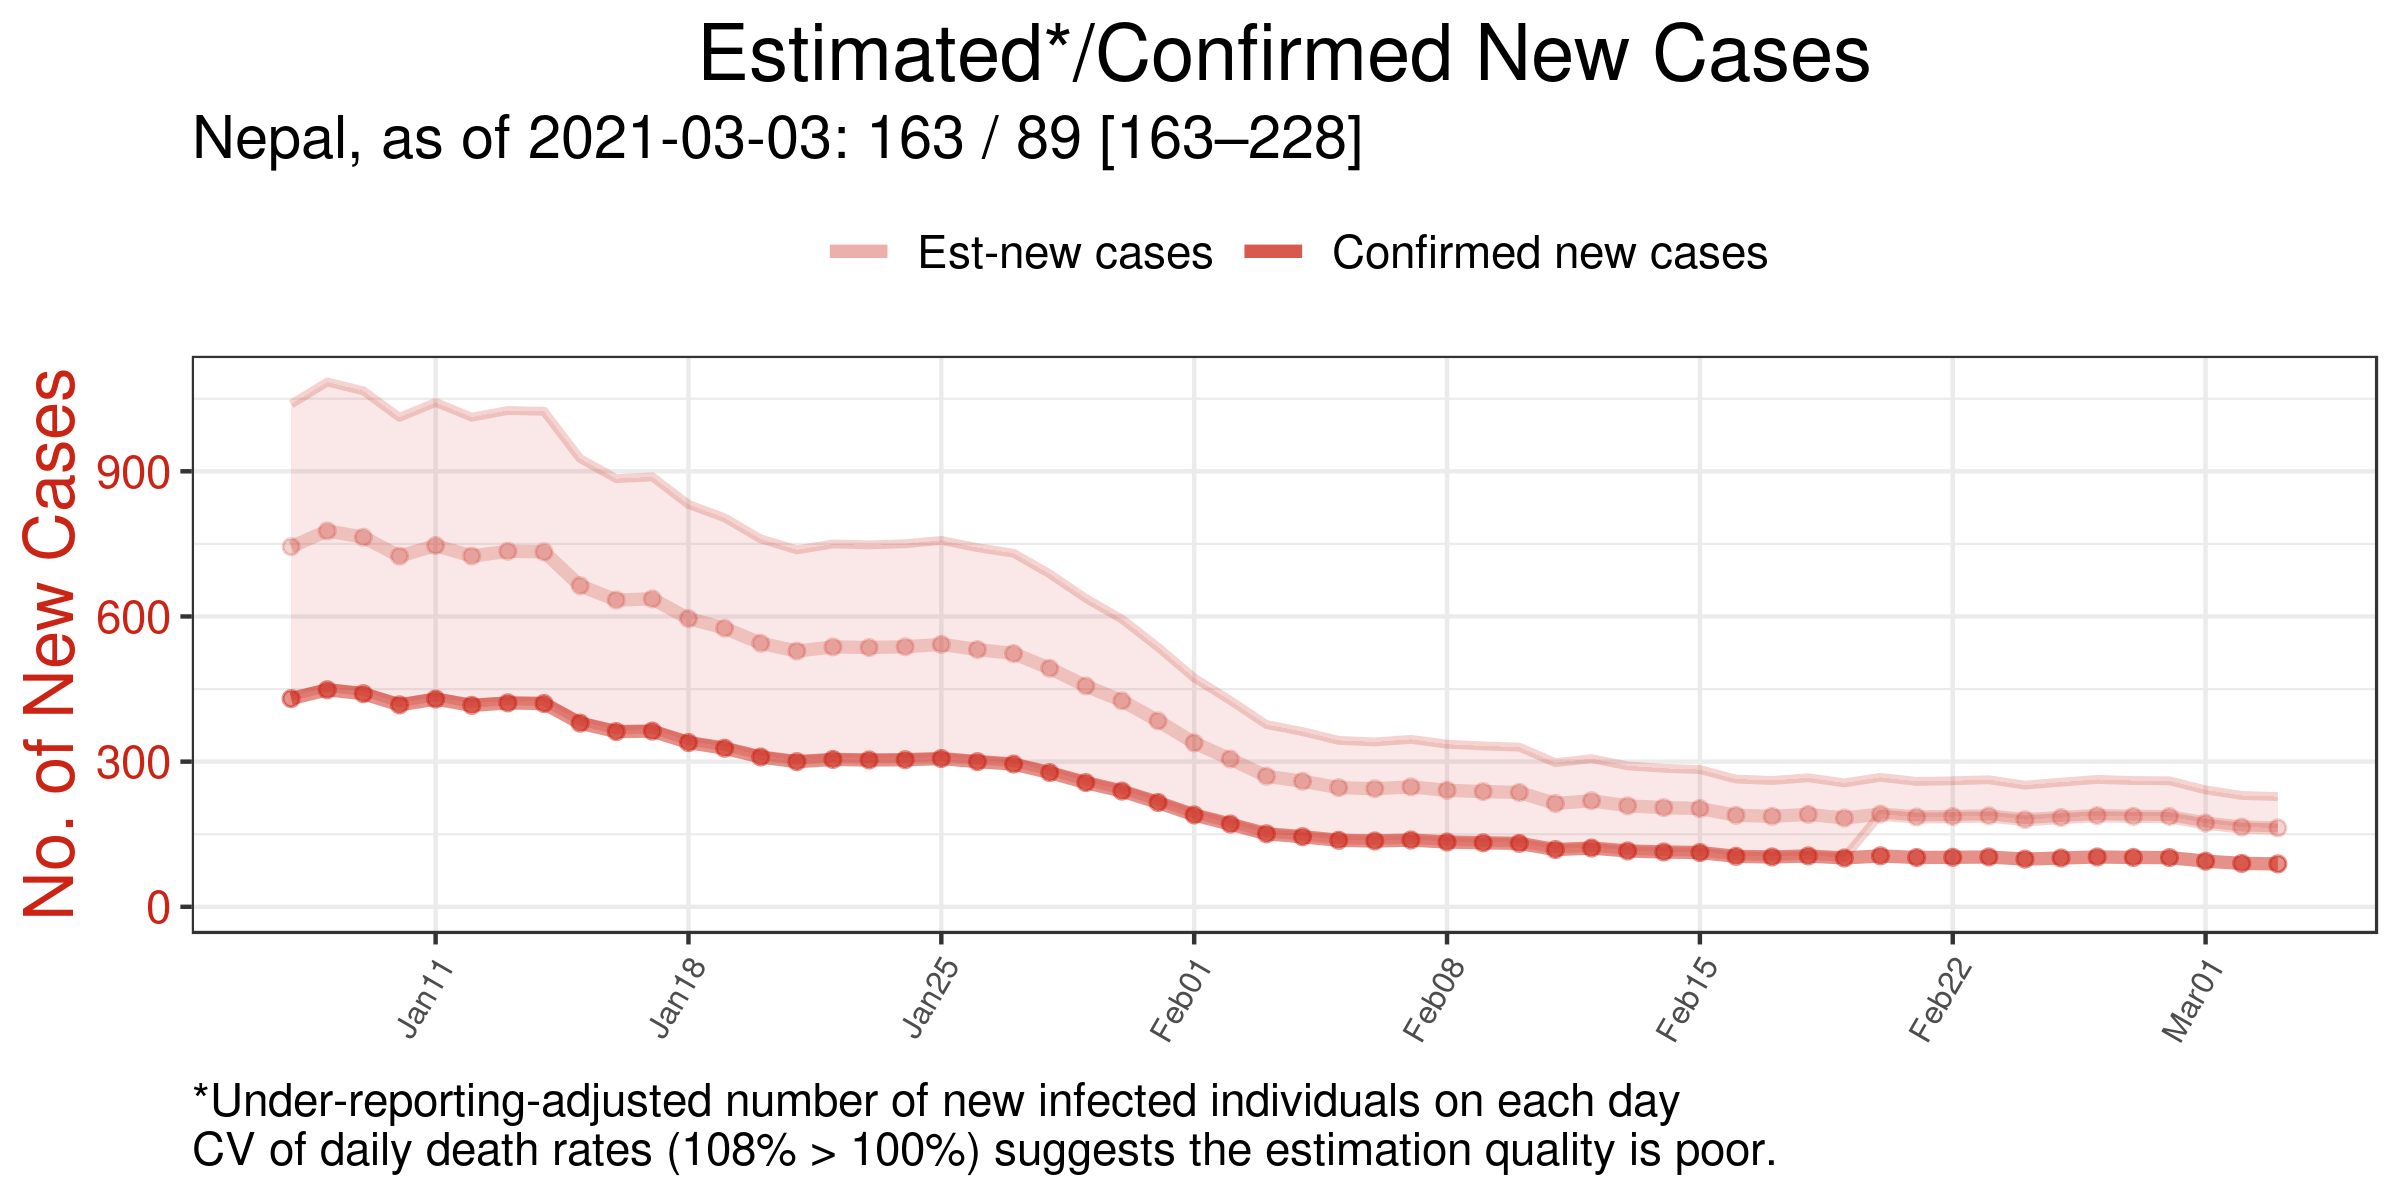 Estimated*/Confirmed New Cases
Nepal, as of 2021-03-03: 163 / 89 [163–228]
Est-new cases
Confirmed new cases
No. of New Cases
900
600
300
0
Jan11
Jan18
Jan25
Feb01
Feb08
Feb15
Feb22
Mar01
*Under-reporting-adjusted number of new infected individuals on each day
CV of daily death rates (108% > 100%) suggests the estimation quality is poor.